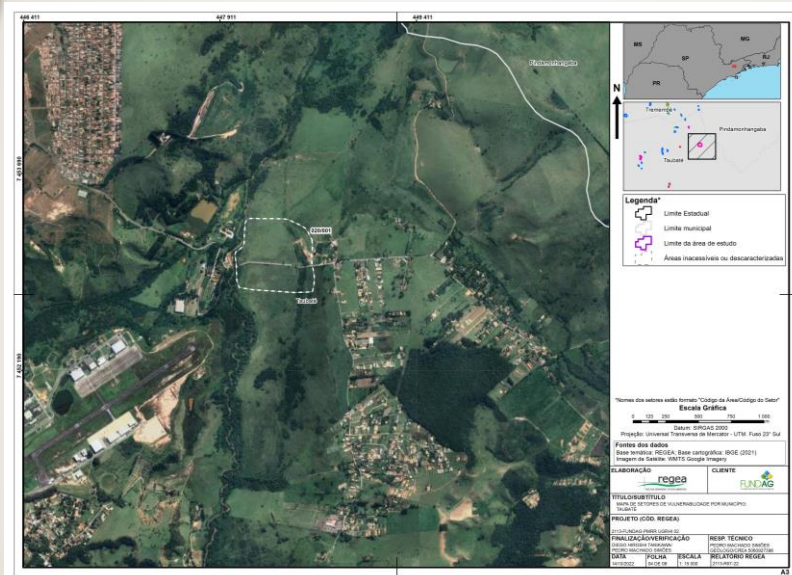 446 411
447 911
449 411
7 453 690
7 452 190
Pindamonhangaba
020/001
Taubaté
MS
MG
SP
RJ
PR
N
Tremembé
Pindamonhangaba
Taubaté
Legenda*
Limite Estadual
Limite municipal
Limite da área de estudo
Áreas inacessíveis ou descaracterizadas
*Nomes dos setores estão formato "Código da Área/Código do Setor"
Escala Gráfica
0 125 250 500 750 1.000
Datum: SIRGAS 2000
Projeção: Universal Transversa de Mercator - UTM. Fuso 23° Sul
Fontes dos dados
Base temática: REGEA; Base cartográfica: IBGE (2021)
Imagem de Satélite: WMTS Google Imagery
ELABORAÇÃO
CLIENTE
regea
FUNDAG
TÍTULO/SUBTÍTULO
MAPA DE SETORES DE VULNERABILIDADE POR MUNICÍPIO:
TAUBATÉ
PROJETO (CÓD. REGEA)
FINALIZAÇÃO/VERIFICAÇÃO
RESP. TÉCNICO
PEDRO MACHADO SIMÕES
PEDRO MACHADO SIMÕES
DATA
FOLHA
ESCALA
RELATÓRIO REGEA
14/10/2022
1: 15 000
A3